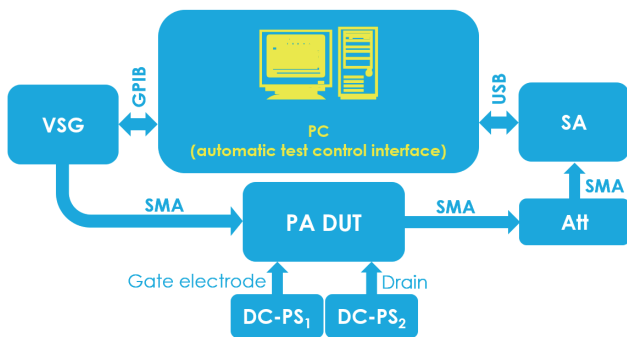 GPIB
USB
VSG
PC
(automatic test control interface)
SA
SMA
PA DUT
SMA
SMA
Att
Gate electrode
Drain
DC-PS₁
DC-PS₂